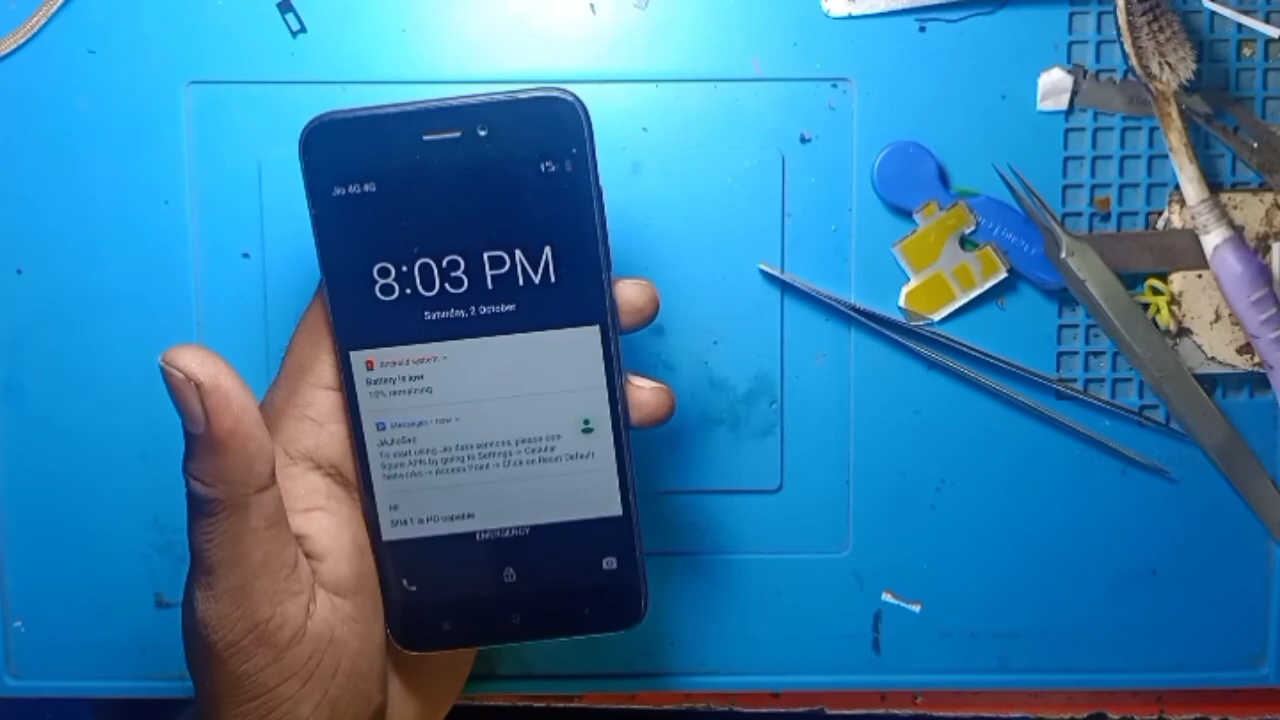 Jio 4G 4G
8:03 PM
Saturday, 2 October
Android system
Battery is low
10% remaining
Messages • now
To start using Jio data services, please con-
figure APN by going to Settings -> Cellular
Networks -> Access Point -> Click on Reset Default
SIM 1 is HD capable
EMERGENCY